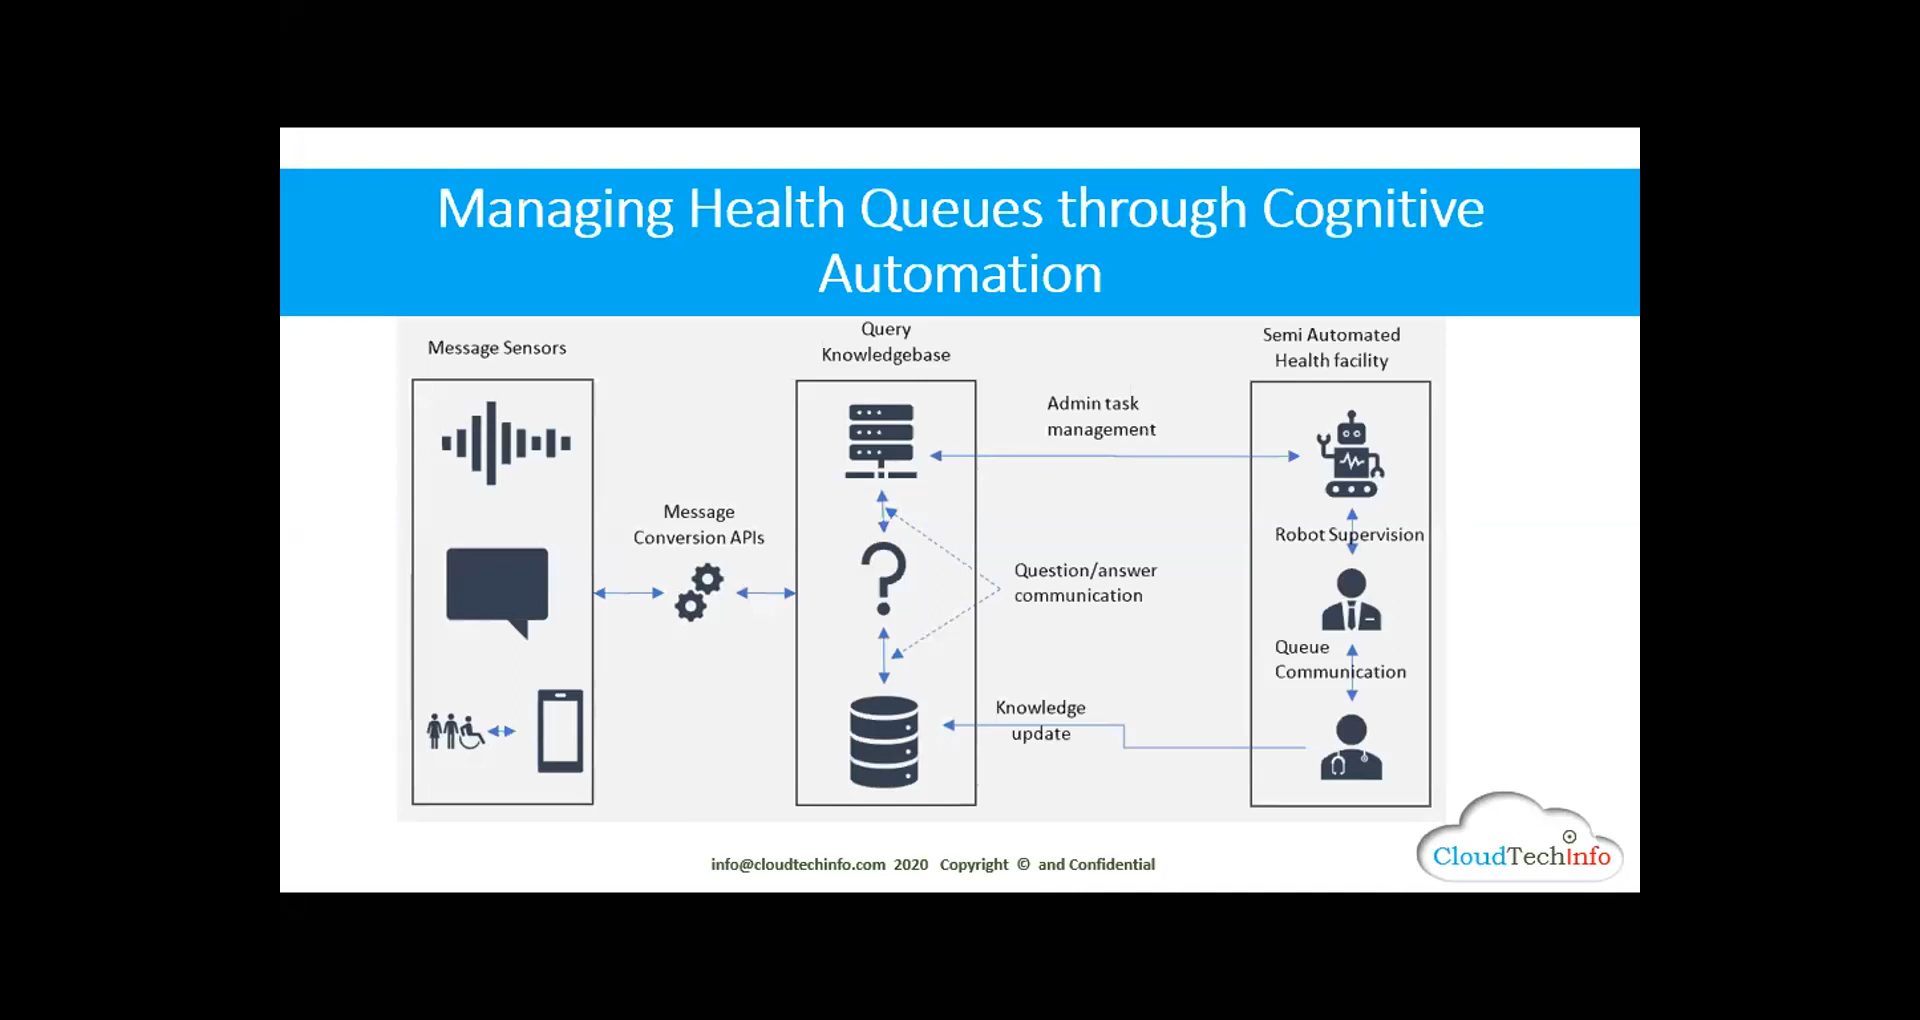 Managing Health Queues through Cognitive
Automation
Message Sensors
Query
Knowledgebase
Semi Automated
Health facility
Admin task
management
Message
Conversion APIs
Robot Supervision
Question/answer
communication
Queue
Communication
Knowledge
update
info@cloudtechinfo.com 2020 Copyright © and Confidential
CloudTechInfo